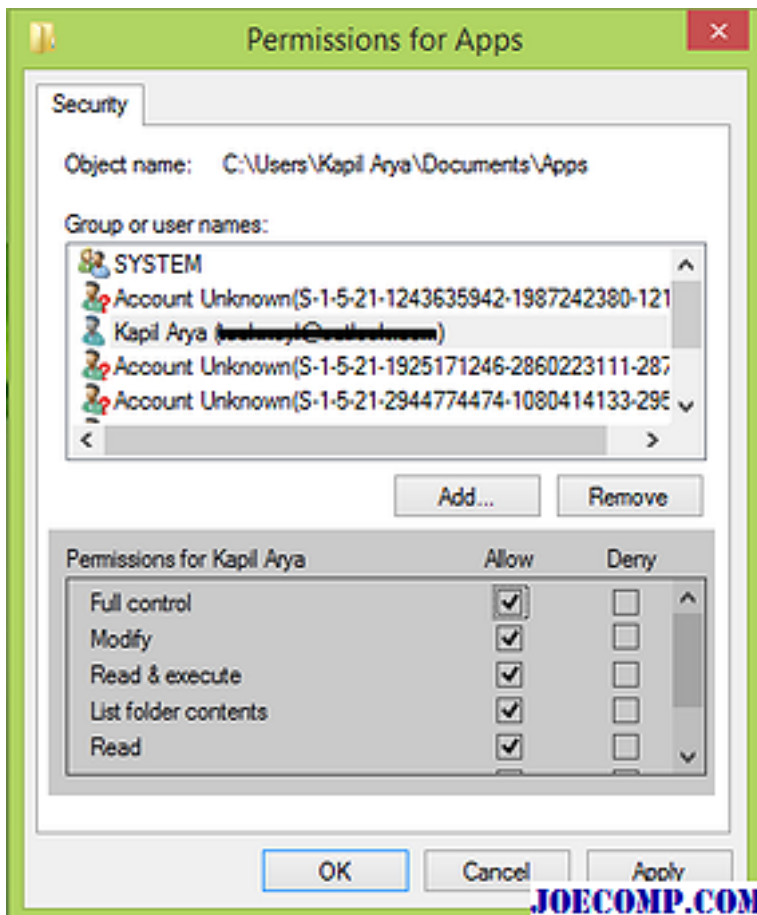 Permissions for Apps
Security
Object name: C:\Users\Kapil Arya\Documents\Apps
Group or user names:
SYSTEM
Account Unknown(S-1-5-21-1243635942-1987242380-121
Kapil Arya (
Account Unknown(S-1-5-21-1925171246-2860223111-287
Account Unknown(S-1-5-21-2944774474-1080414133-295
Add... Remove
Permissions for Kapil Arya Allow Deny
Full control
Modify
Read & execute
List folder contents
Read
OK Cancel Apply
JOECOMP.COM